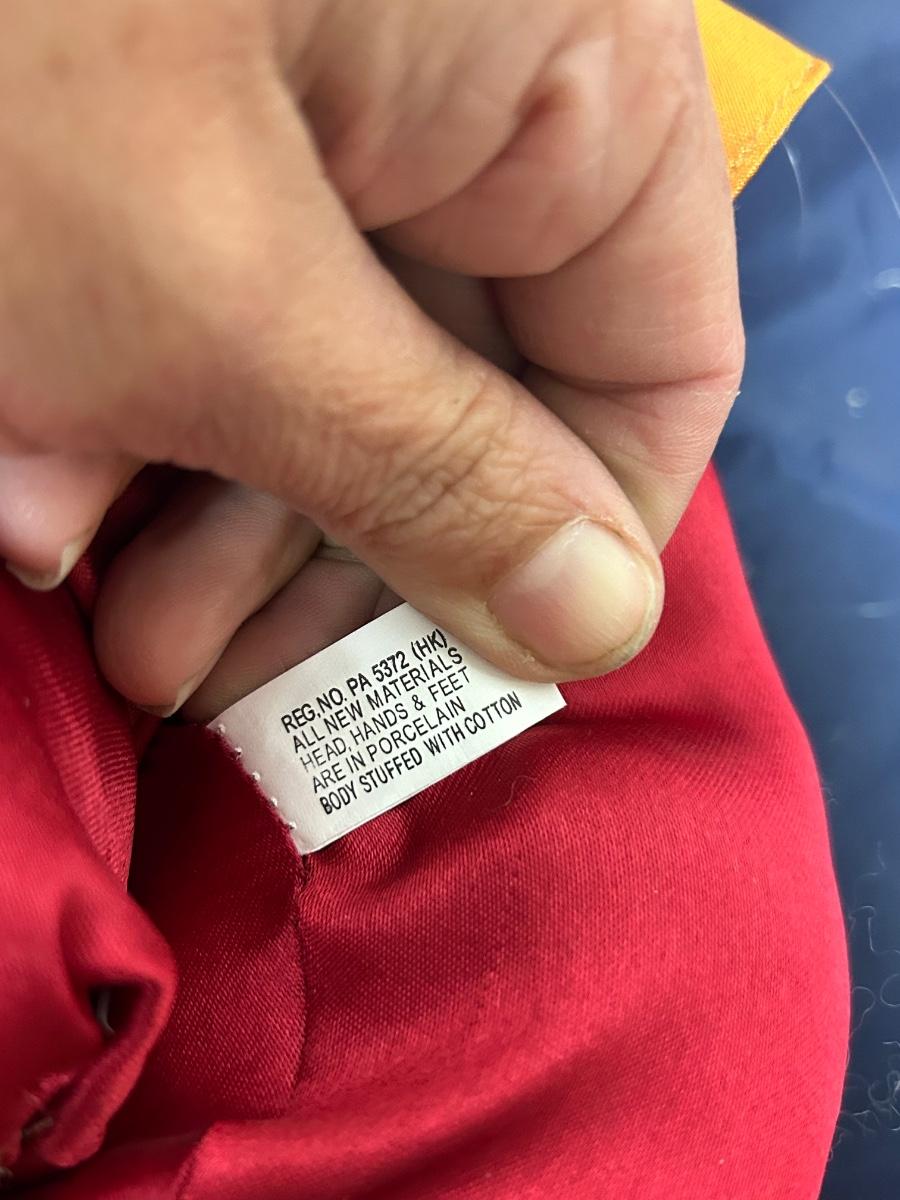 REG.NO. PA 5372 (HK)
ALL NEW MATERIALS
HEAD, HANDS & FEET
ARE IN PORCELAIN
BODY STUFFED WITH COTTON